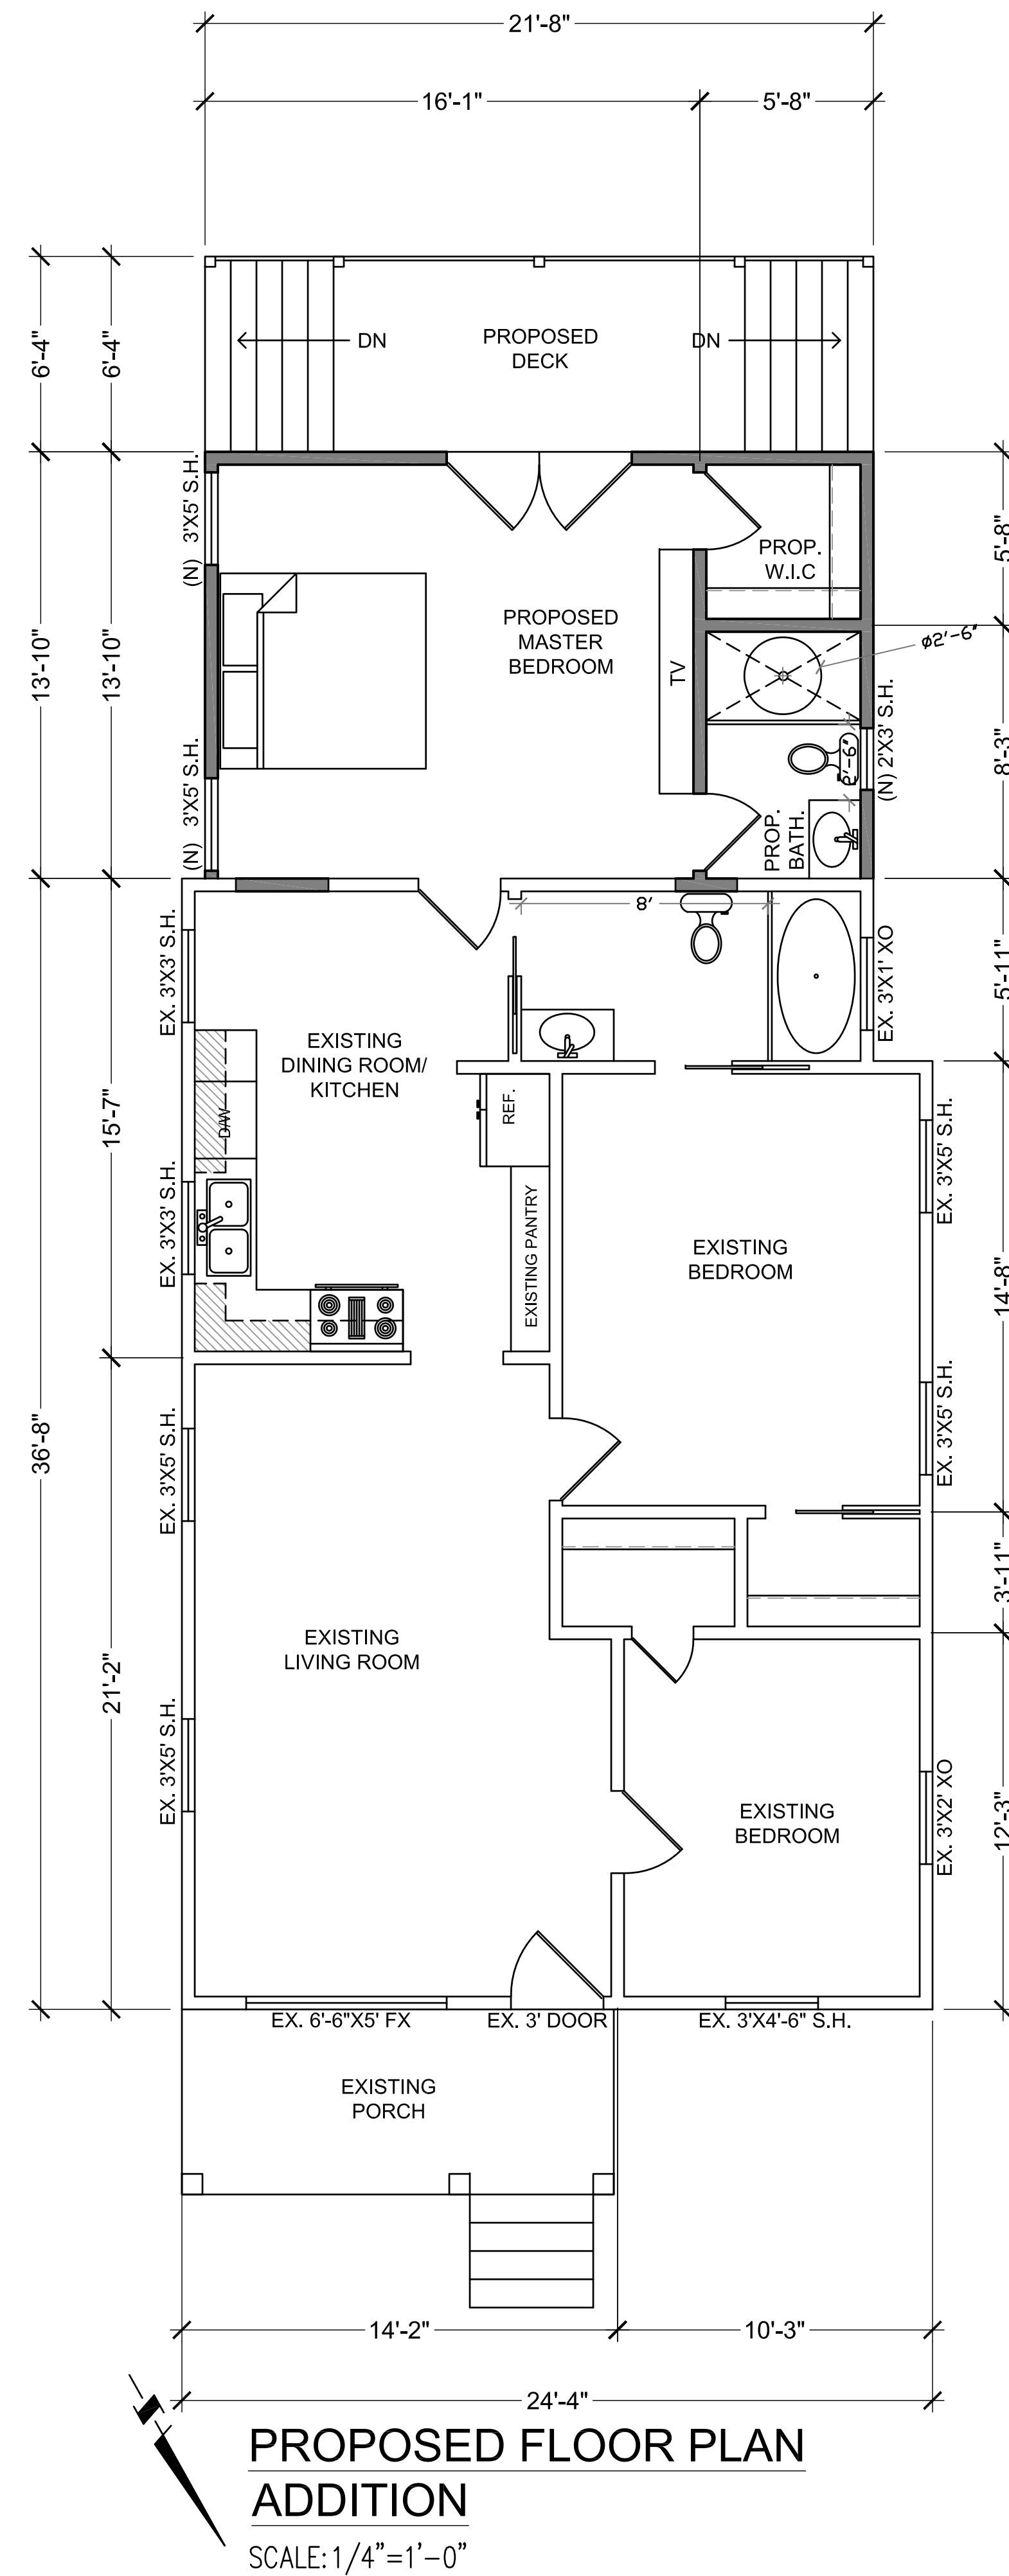 21'-8"
16'-1"
5'-8"
6'-4"
6'-4"
DN
PROPOSED
DECK
DN
(N) 3'X5' S.H.
5'-8"
PROP.
W.I.C
13'-10"
13'-10"
PROPOSED
MASTER
BEDROOM
TV
ø2'-6"
(N) 3'X5' S.H.
2'-6"
(N) 2'X3' S.H.
8'-3"
PROP.
BATH.
8'
EX. 3'X3' S.H.
EX. 3'X1' XO
5'-11"
EXISTING
DINING ROOM/
KITCHEN
15'-7"
D/W
REF.
EX. 3'X5' S.H.
EX. 3'X3' S.H.
EXISTING PANTRY
EXISTING
BEDROOM
14'-8"
36'-8"
EX. 3'X5' S.H.
EX. 3'X5' S.H.
3'-11"
EXISTING
LIVING ROOM
21'-2"
EX. 3'X5' S.H.
EXISTING
BEDROOM
EX. 3'X2' XO
12'-3"
EX. 6'-6"X5' FX
EX. 3' DOOR
EX. 3'X4'-6" S.H.
EXISTING
PORCH
14'-2"
10'-3"
24'-4"
PROPOSED FLOOR PLAN
ADDITION
SCALE: 1/4"=1'-0"